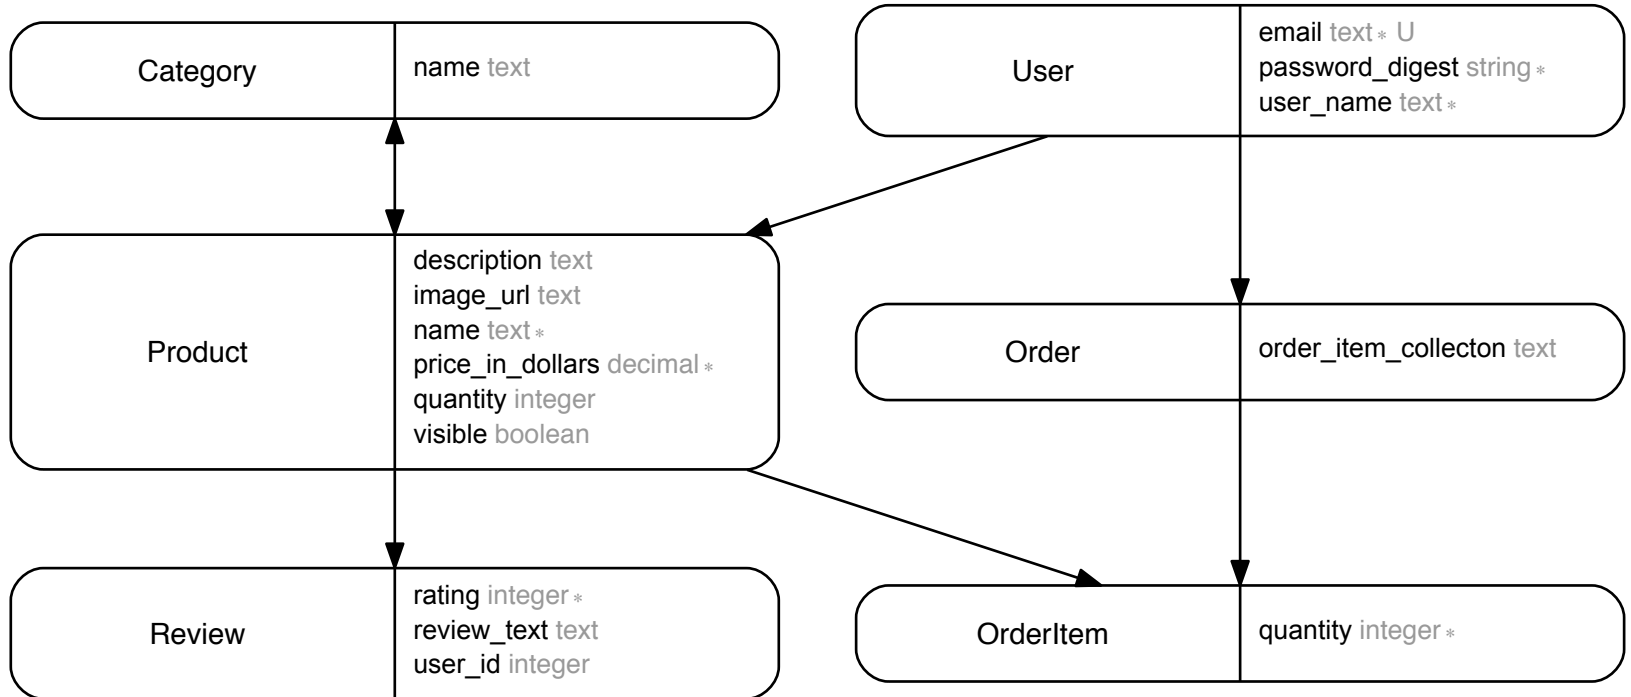 Category
name text
User
email text∗ U
password_digest string∗
user_name text∗
Product
description text
image_url text
name text∗
price_in_dollars decimal∗
quantity integer
visible boolean
Order
order_item_collecton text
Review
rating integer∗
review_text text
user_id integer
OrderItem
quantity integer∗